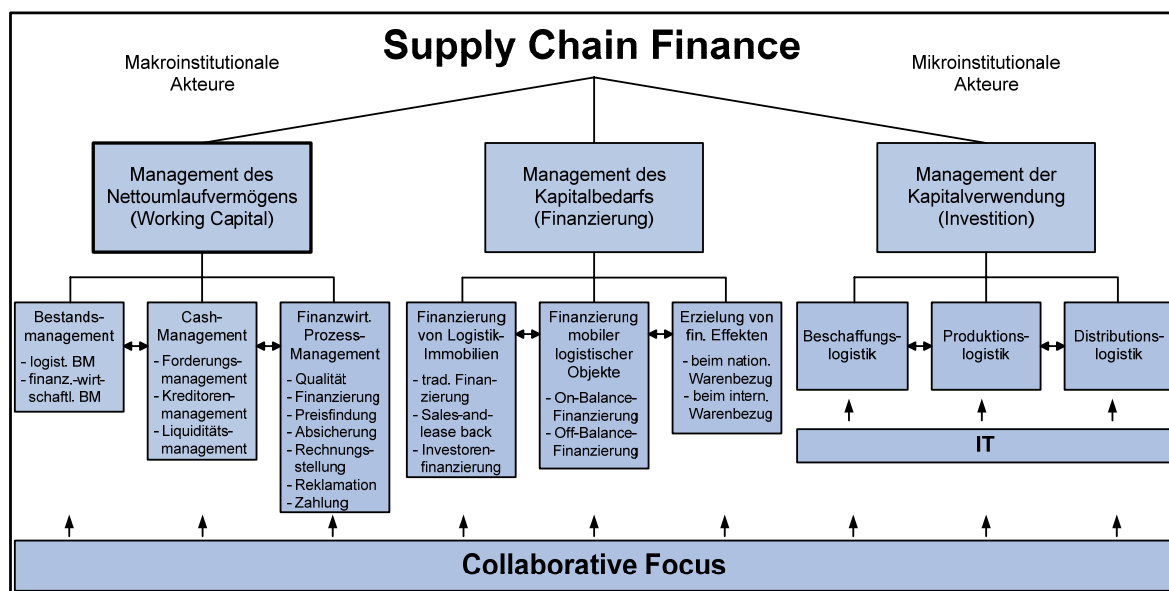 Supply Chain Finance
Makroinstitutionale
Akteure
Mikroinstitutionale
Akteure
Management des
Nettoumlaufvermögens
(Working Capital)
Management des
Kapitalbedarfs
(Finanzierung)
Management der
Kapitalverwendung
(Investition)
Bestands-
management
- logist. BM
- finanz.-wirt-
schaftl. BM
Cash-
Management
- Forderungs-
management
- Kreditoren-
management
- Liquiditäts-
management
Finanzwirt.
Prozess-
Management
- Qualität
- Finanzierung
- Preisfindung
- Absicherung
- Rechnungs-
stellung
- Reklamation
- Zahlung
Finanzierung
von Logistik-
Immobilien
- trad. Finan-
zierung
- Sales-and-
lease back
- Investoren-
finanzierung
Finanzierung
mobiler
logistischer
Objekte
- On-Balance-
Finanzierung
- Off-Balance-
Finanzierung
Erzielung von
fin. Effekten
- beim nation.
Warenbezug
- beim intern.
Warenbezug
Beschaffungs-
logistik
Produktions-
logistik
Distributions-
logistik
IT
Collaborative Focus